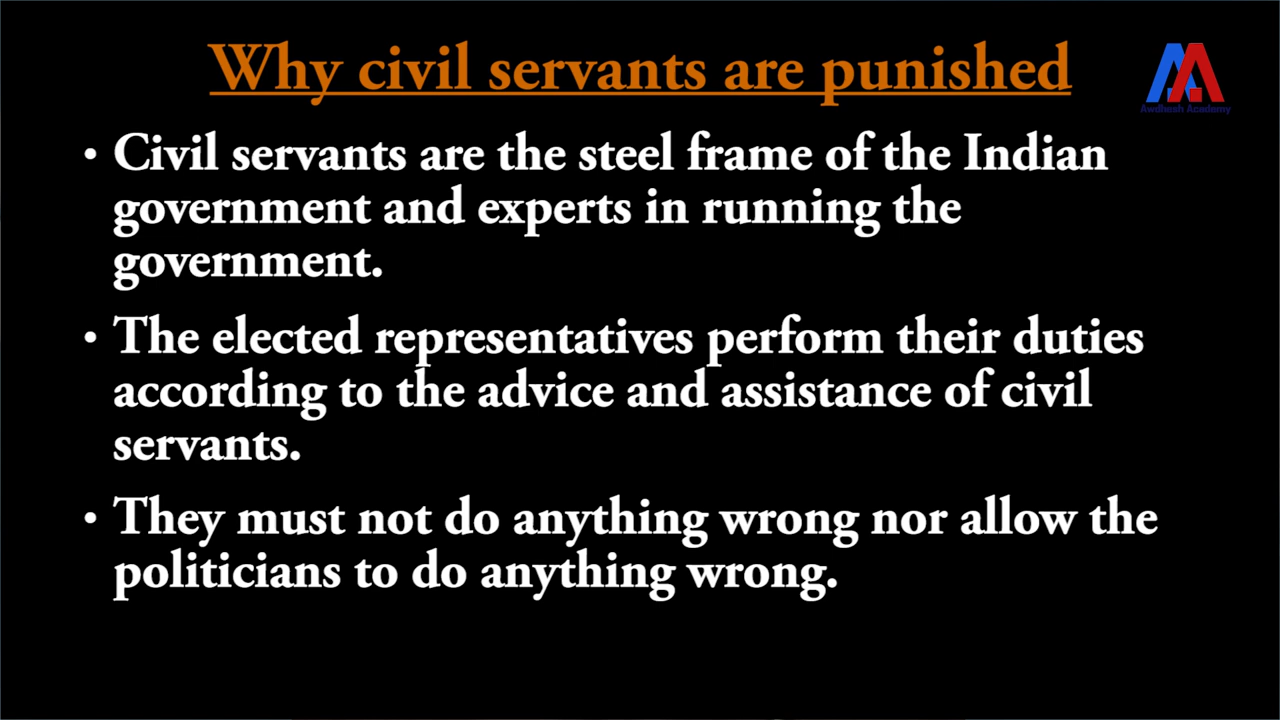 Why civil servants are punished
Awdhesh Academy
• Civil servants are the steel frame of the Indian
government and experts in running the
government.
• The elected representatives perform their duties
according to the advice and assistance of civil
servants.
• They must not do anything wrong nor allow the
politicians to do anything wrong.